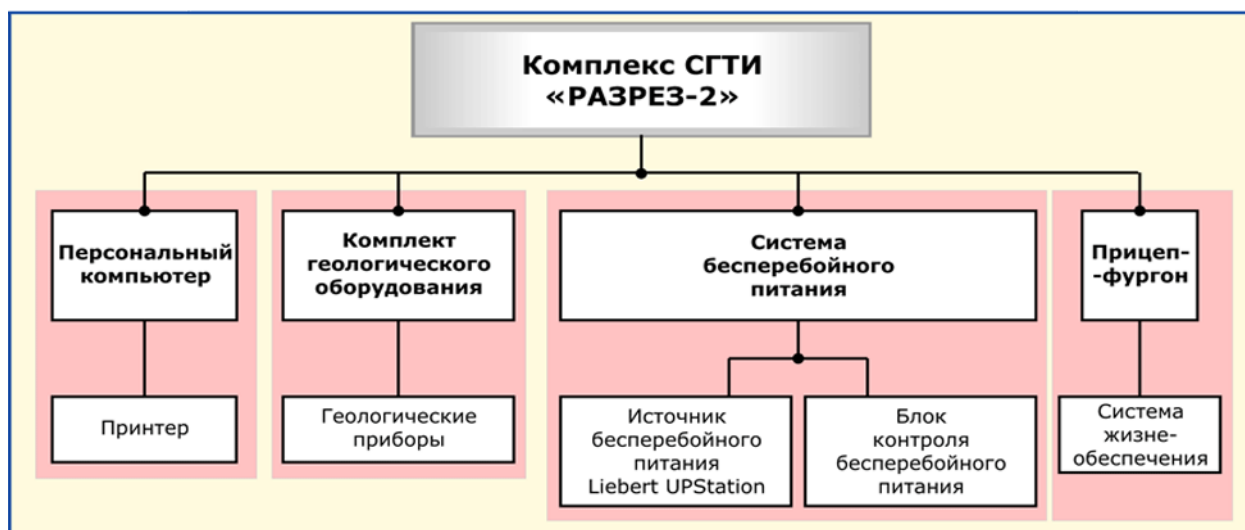 Комплекс СГТИ
«РАЗРЕЗ-2»
Персональный
компьютер
Комплект
геологического
оборудования
Система
бесперебойного
питания
Прицеп-
-фургон
Принтер
Геологические
приборы
Источник
бесперебойного
питания
Liebert UPStation
Блок
контроля
бесперебойного
питания
Система
жизне-
обеспечения